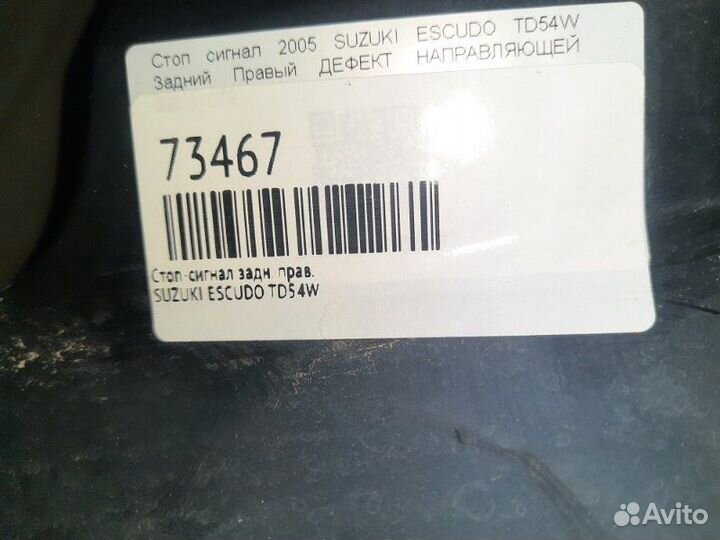 Стоп сигнал 2005 SUZUKI ESCUDO TD54W
Задний Правый ДЕФЕКТ НАПРАВЛЯЮЩЕЙ
73467
Стоп-сигнал задн. прав.
SUZUKI ESCUDO TD54W
Avito